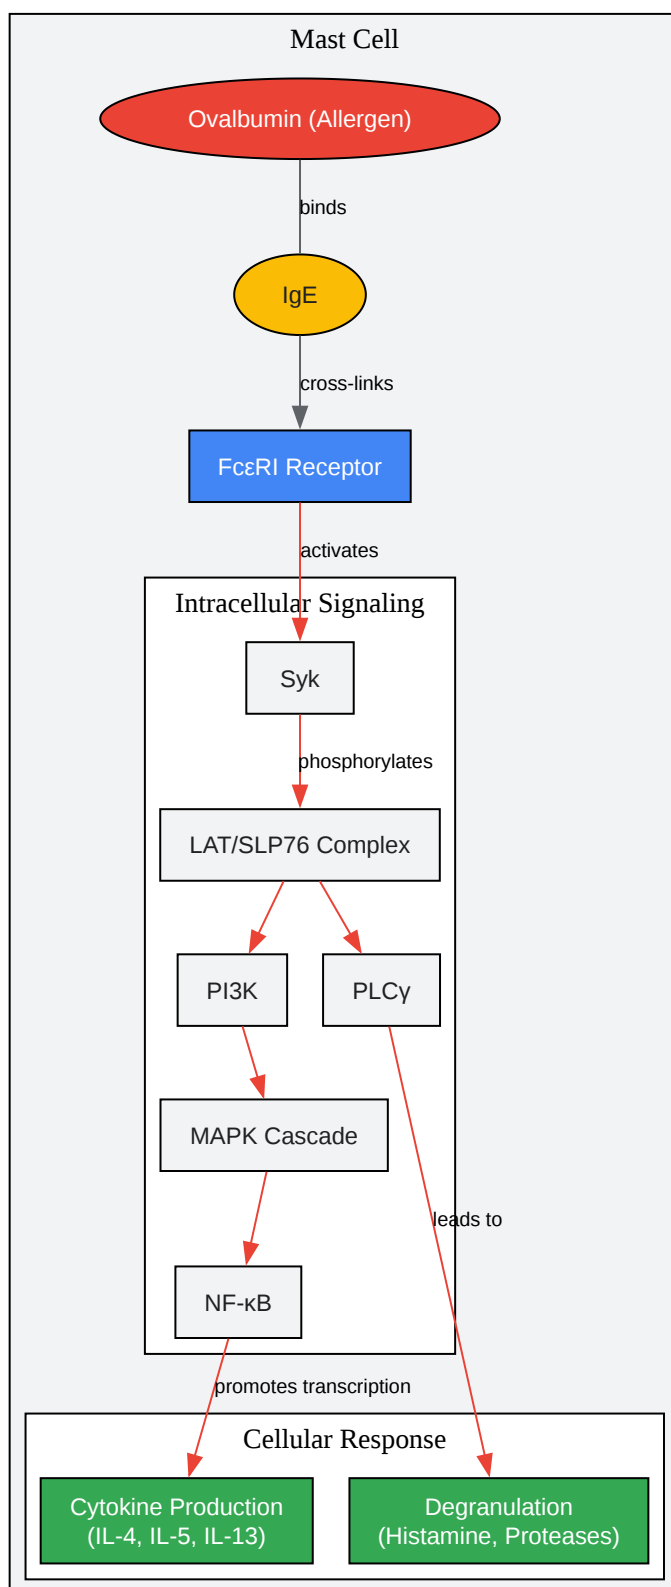 Mast Cell
Ovalbumin (Allergen)
binds
IgE
cross-links
FcεRI Receptor
activates
Intracellular Signaling
Syk
phosphorylates
LAT/SLP76 Complex
PI3K
PLCγ
MAPK Cascade
leads to
NF-κB
promotes transcription
Cellular Response
Cytokine Production
(IL-4, IL-5, IL-13)
Degranulation
(Histamine, Proteases)